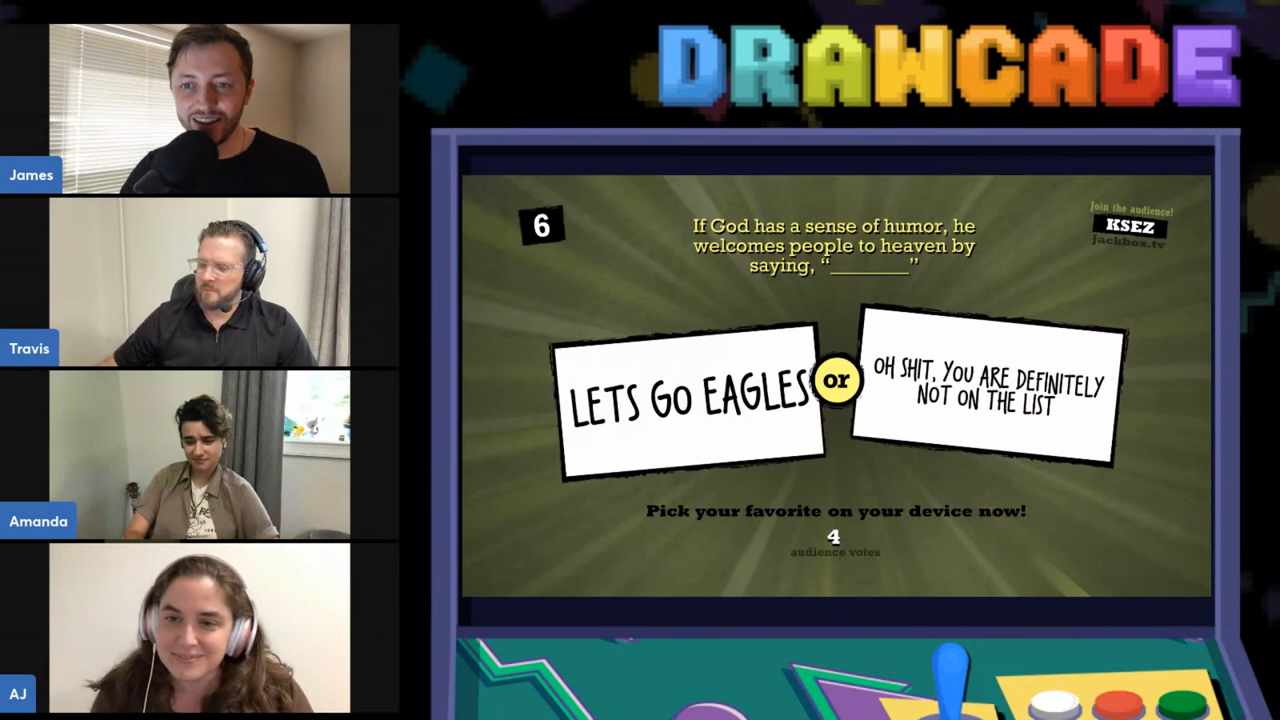 DRAWCADE
James
Travis
Amanda
AJ
6
If God has a sense of humor, he
welcomes people to heaven by
saying, “________”
Join the audience!
KSEZ
jackbox.tv
LETS GO EAGLES
or
OH SHIT, YOU ARE DEFINITELY
NOT ON THE LIST
Pick your favorite on your device now!
4
audience votes